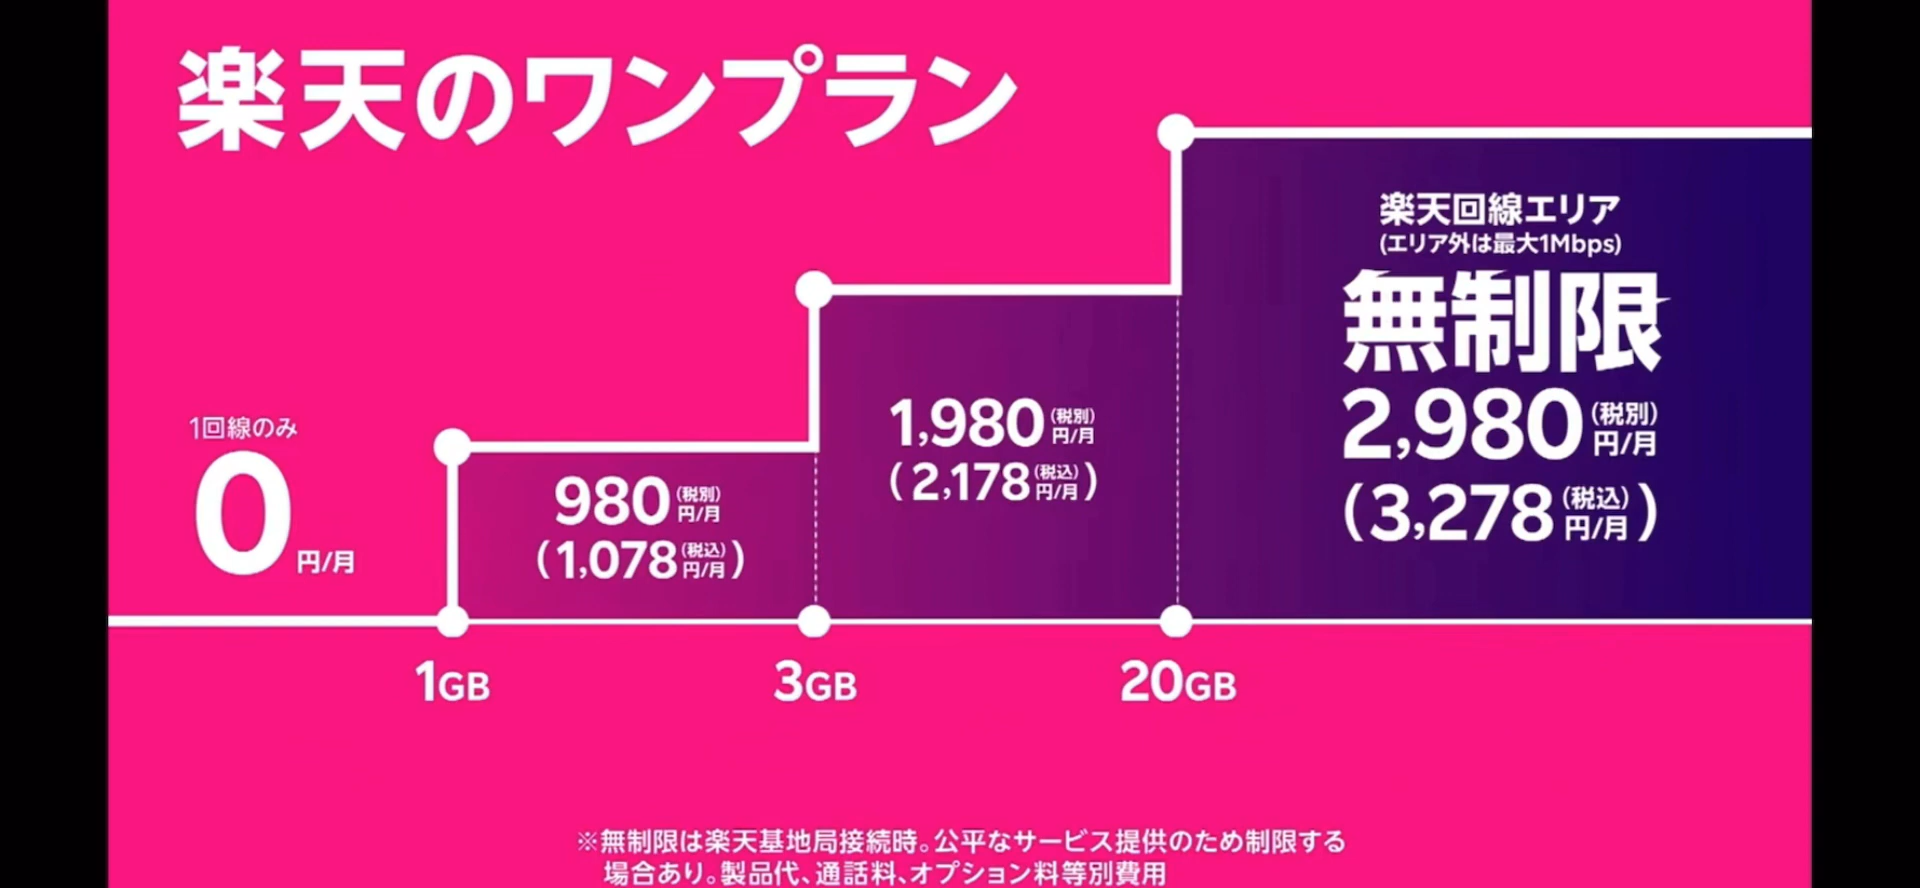 楽天のワンプラン
楽天回線エリア
(エリア外は最大1Mbps)
無制限
2,980(税別)円/月
(3,278(税込)円/月)
1,980(税別)円/月
(2,178(税込)円/月)
980(税別)円/月
(1,078(税込)円/月)
1回線のみ
0円/月
1GB
3GB
20GB
※無制限は楽天基地局接続時。公平なサービス提供のため制限する
場合あり。製品代、通話料、オプション料等別費用